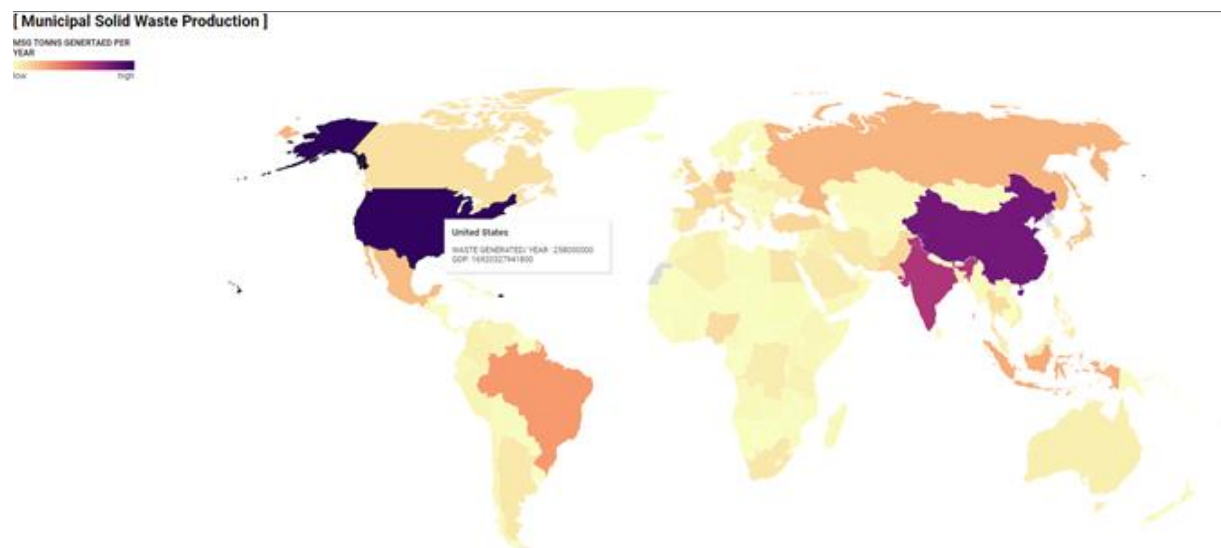 [ Municipal Solid Waste Production ]
MSG TONNS GENERTAED PER
YEAR
low high
United States
WASTE GENERATED/ YEAR : 258000000
GDP: 16920327941800